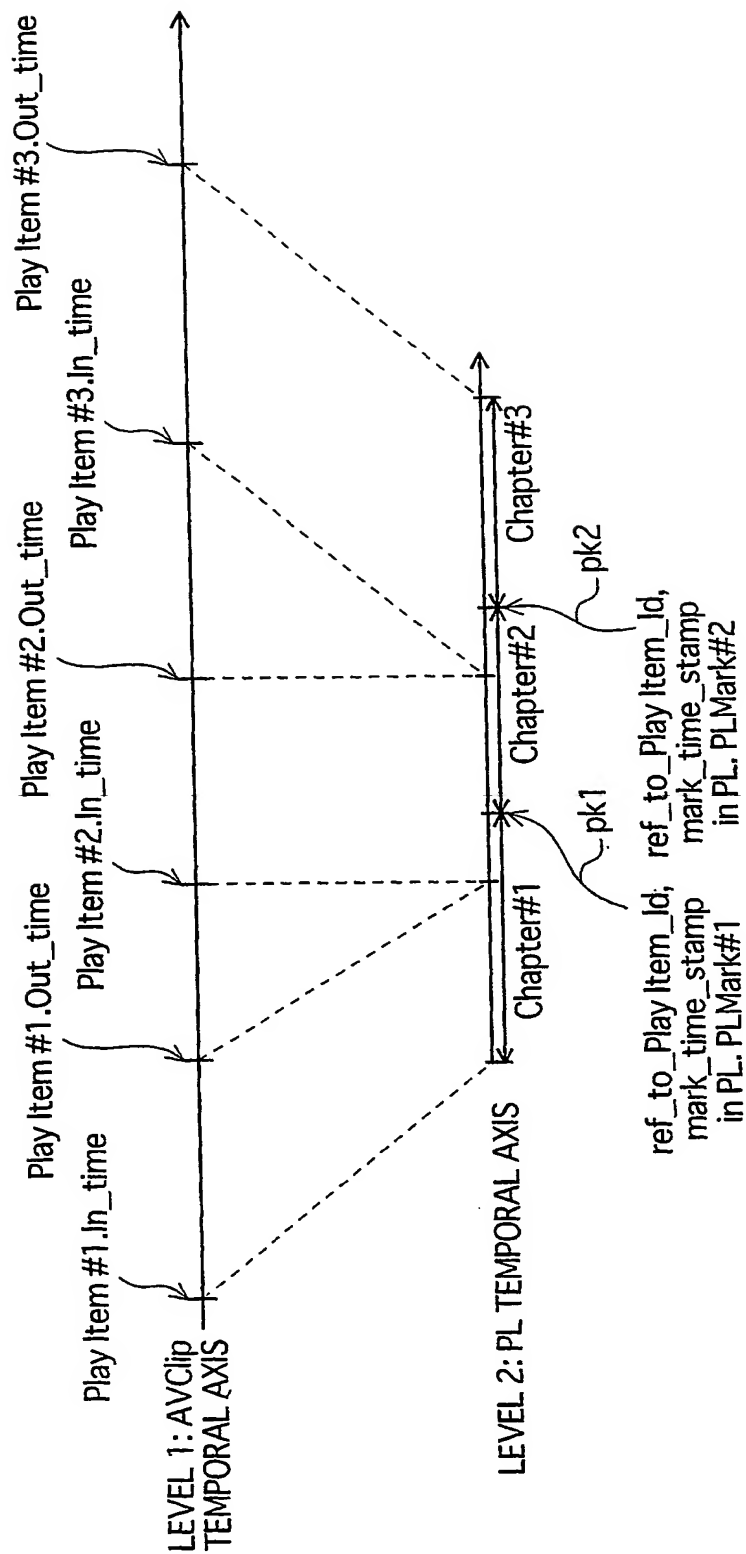 Play Item #1.In_time
Play Item #1.Out_time
Play Item #2.In_time
Play Item #2.Out_time
Play Item #3.In_time
Play Item #3.Out_time
LEVEL 1: AVClip
TEMPORAL AXIS
LEVEL 2: PL TEMPORAL AXIS
Chapter#1
Chapter#2
Chapter#3
pk1
pk2
ref_to_Play Item_Id,
mark_time_stamp
in PL. PLMark#1
ref_to_Play Item_Id,
mark_time_stamp
in PL. PLMark#2